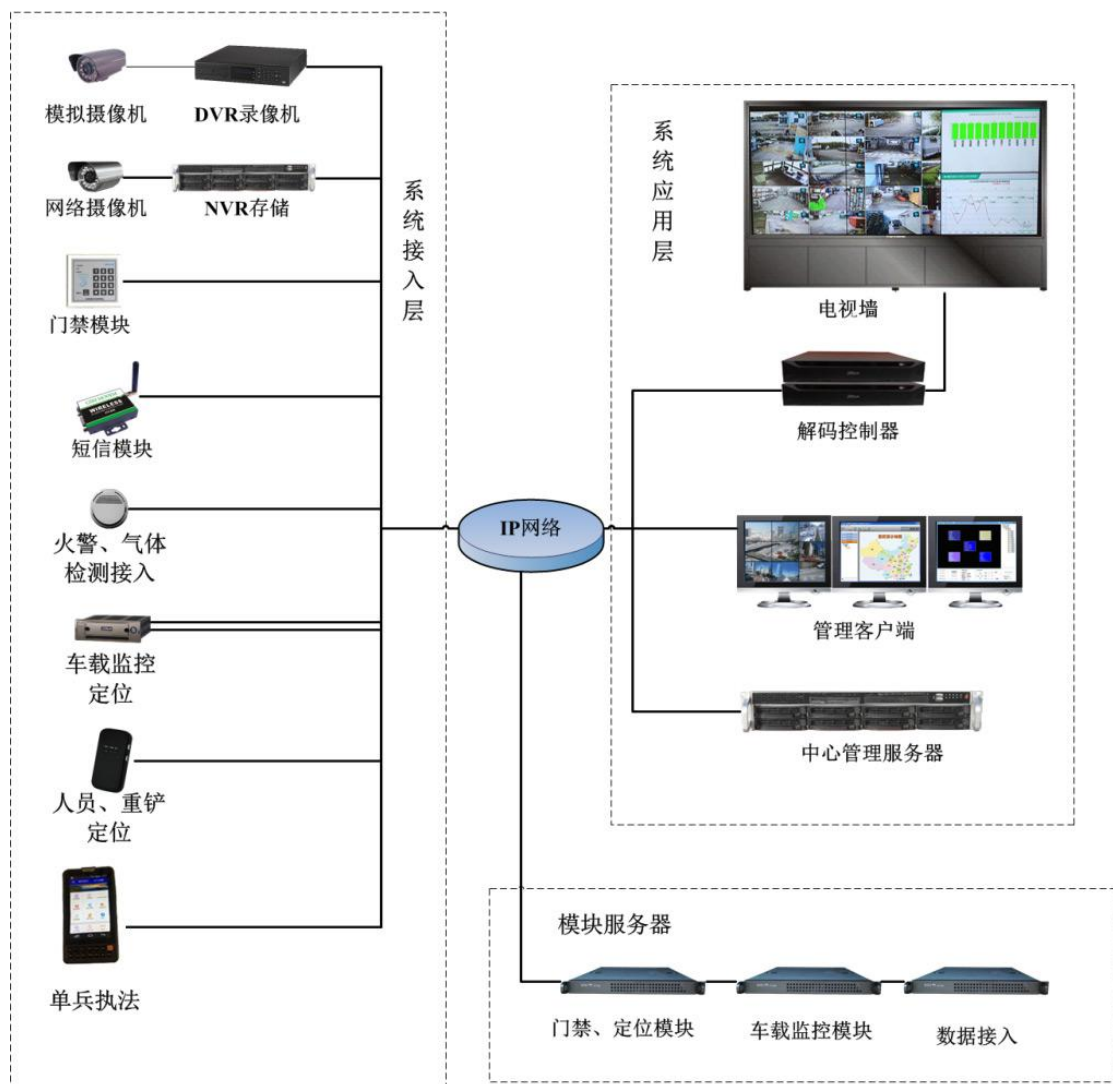 模拟摄像机
DVR录像机
网络摄像机
NVR存储
门禁模块
短信模块
火警、气体
检测接入
车载监控
定位
人员、重铲
定位
单兵执法
系统接入层
IP网络
系统应用层
电视墙
解码控制器
管理客户端
中心管理服务器
模块服务器
门禁、定位模块
车载监控模块
数据接入
WIRELESS